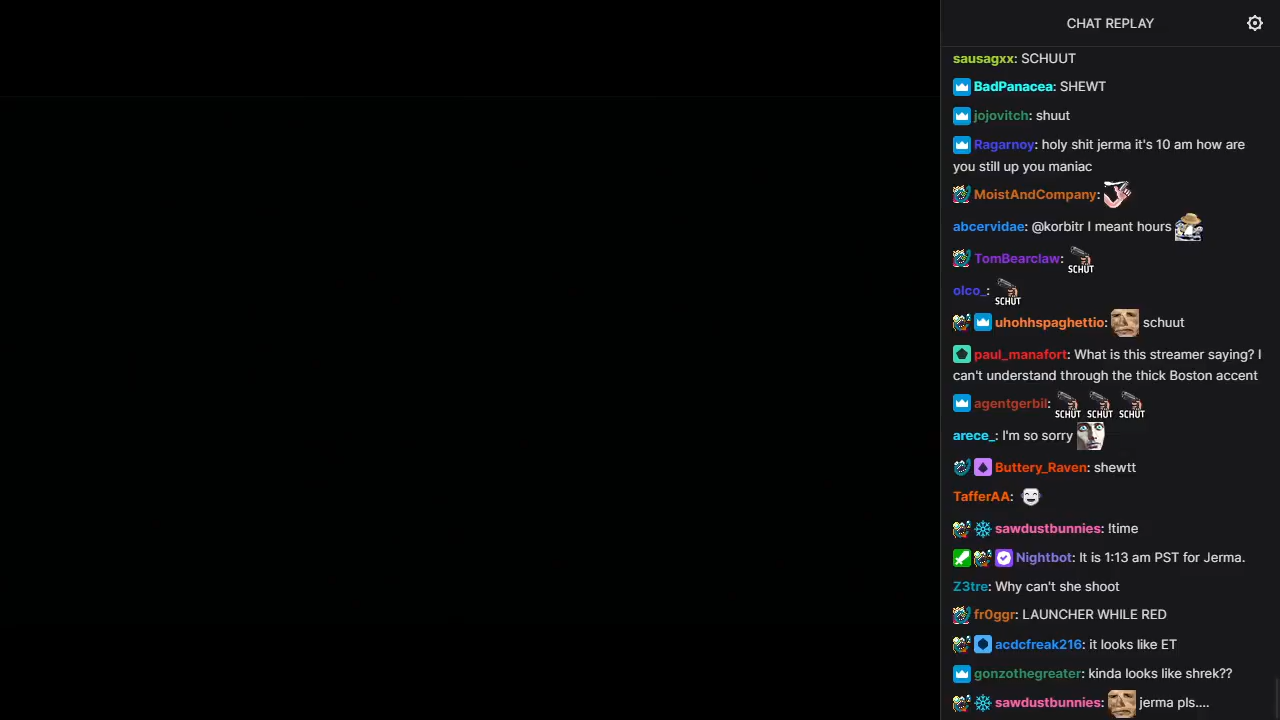 CHAT REPLAY
sausagxx: SCHUUT
BadPanacea: SHEWT
jojovitch: shuut
Ragarnoy: holy shit jerma it's 10 am how are
you still up you maniac
MoistAndCompany:
abcervidae: @korbitr I meant hours
TomBearclaw: SCHUT
olco_: SCHUT
uhohhspaghettio: schuut
paul_manafort: What is this streamer saying? I
can't understand through the thick Boston accent
agentgerbil: SCHUT SCHUT SCHUT
arece_: I'm so sorry
Buttery_Raven: shewtt
TafferAA:
sawdustbunnies: !time
Nightbot: It is 1:13 am PST for Jerma.
Z3tre: Why can't she shoot
fr0ggr: LAUNCHER WHILE RED
acdcfreak216: it looks like ET
gonzothegreater: kinda looks like shrek??
sawdustbunnies: jerma pls....